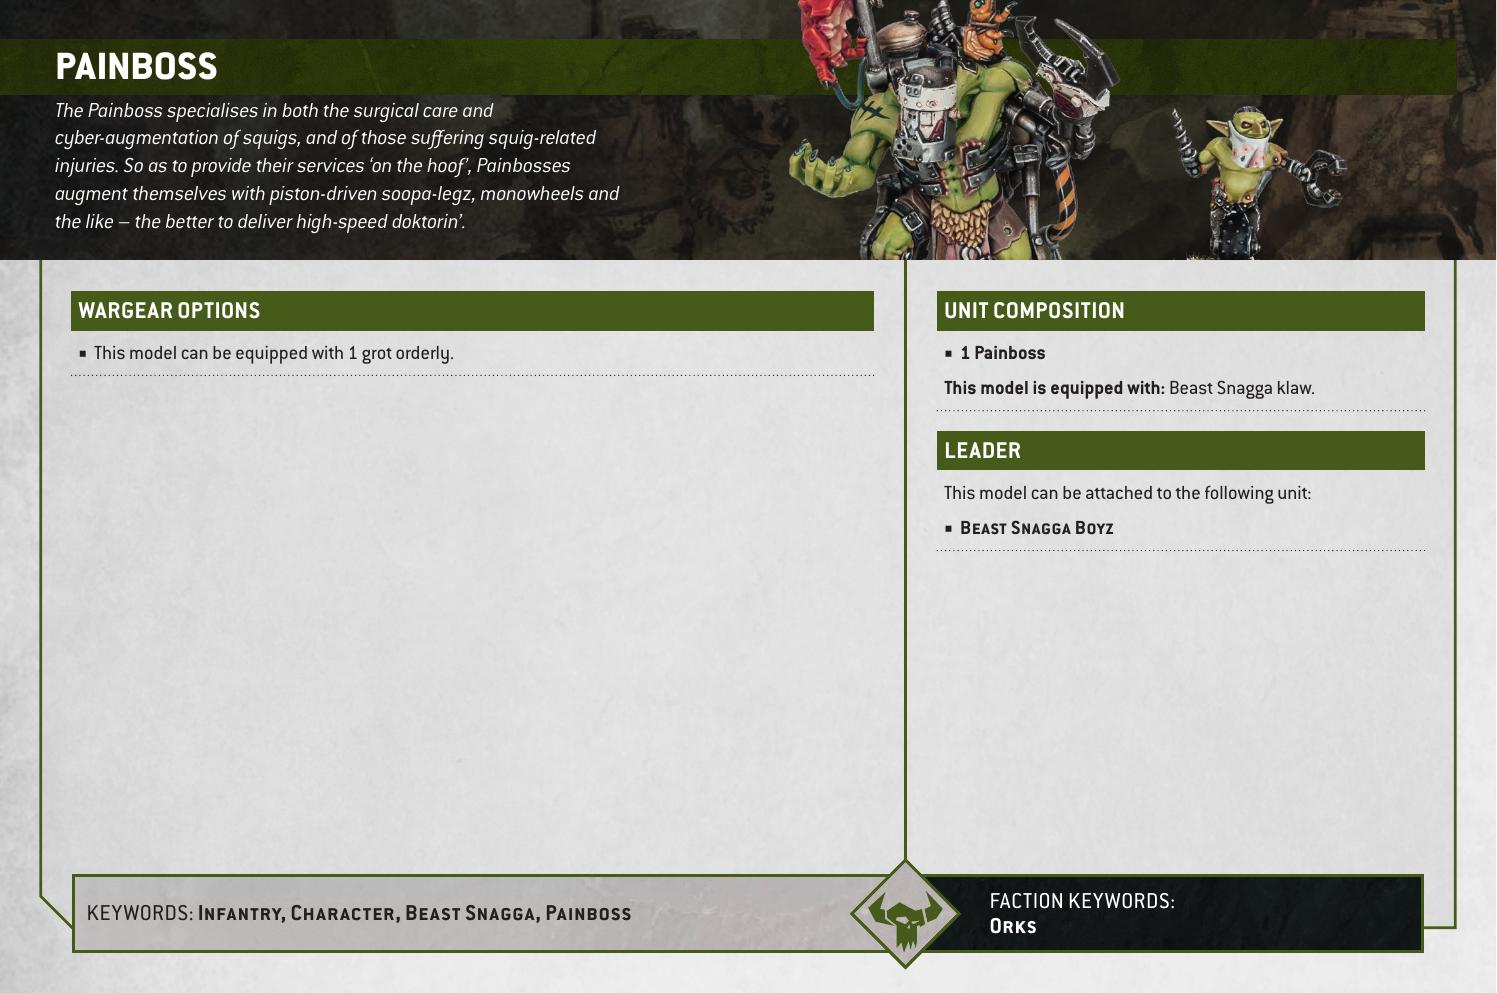 PAINBOSS
The Painboss specialises in both the surgical care and
cyber-augmentation of squigs, and of those suffering squig-related
injuries. So as to provide their services ‘on the hoof’, Painbosses
augment themselves with piston-driven soopa-legz, monowheels and
the like – the better to deliver high-speed doktorin’.
WARGEAR OPTIONS
▪ This model can be equipped with 1 grot orderly.
UNIT COMPOSITION
▪ 1 Painboss
This model is equipped with: Beast Snagga klaw.
LEADER
This model can be attached to the following unit:
▪ Beast Snagga Boyz
KEYWORDS: Infantry, Character, Beast Snagga, Painboss
FACTION KEYWORDS:
Orks